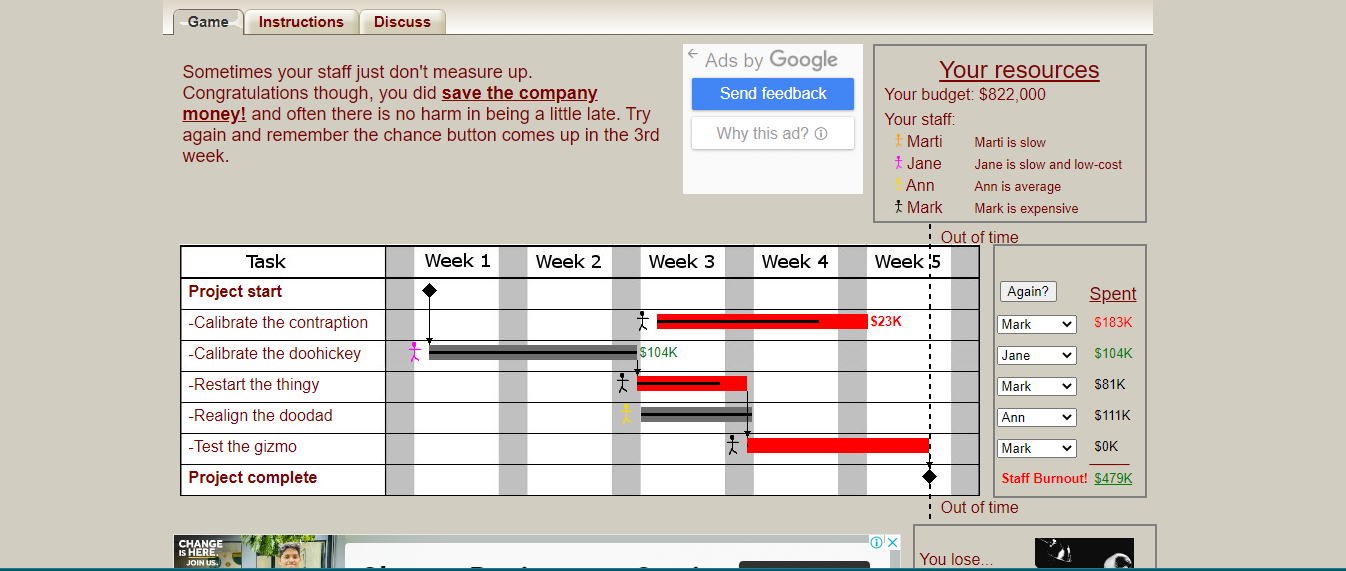 Game Instructions Discuss
Sometimes your staff just don't measure up.
Congratulations though, you did save the company
money! and often there is no harm in being a little late. Try
again and remember the chance button comes up in the 3rd
week.
Ads by Google
Send feedback
Why this ad?
Your resources
Your budget: $822,000
Your staff:
Marti Marti is slow
Jane Jane is slow and low-cost
Ann Ann is average
Mark Mark is expensive
Out of time
Task Week 1 Week 2 Week 3 Week 4 Week 5
Again? Spent
Project start
-Calibrate the contraption $23K Mark $183K
-Calibrate the doohickey $104K Jane $104K
-Restart the thingy Mark $81K
-Realign the doodad Ann $111K
-Test the gizmo Mark $0K
Project complete Staff Burnout! $479K
Out of time
CHANGE
IS HERE.
JOIN US.
You lose...